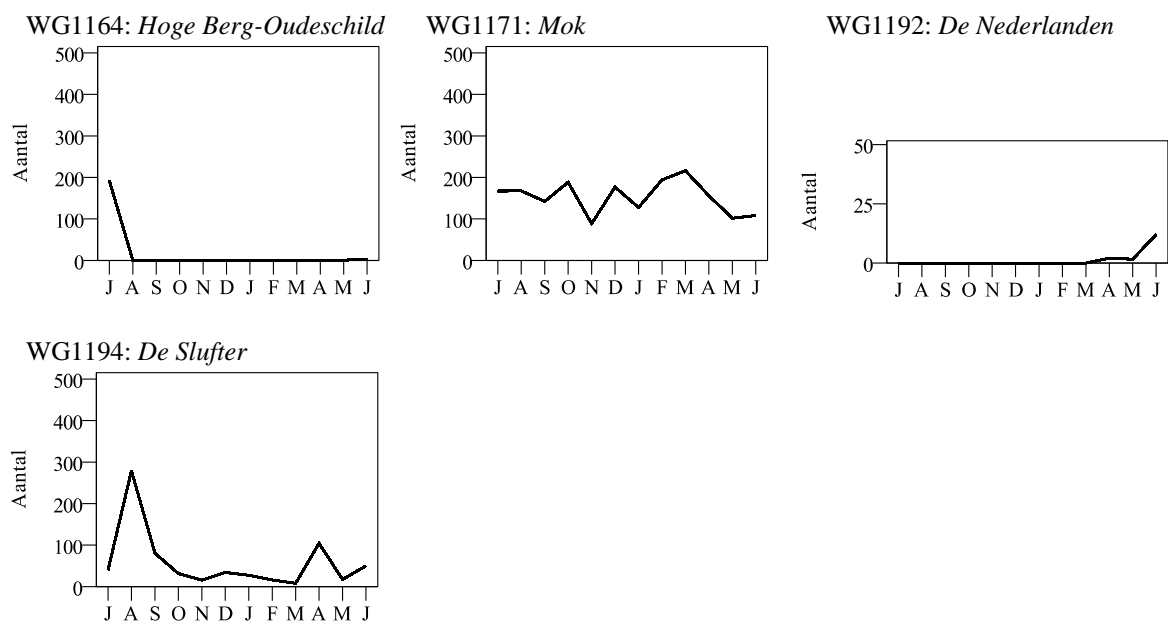 WG1164: Hoge Berg-Oudeschild
500
400
300
200
100
0
Aantal
J A S O N D J F M A M J
WG1171: Mok
500
400
300
200
100
0
Aantal
J A S O N D J F M A M J
WG1192: De Nederlanden
50
25
0
Aantal
J A S O N D J F M A M J
WG1194: De Slufter
500
400
300
200
100
0
Aantal
J A S O N D J F M A M J